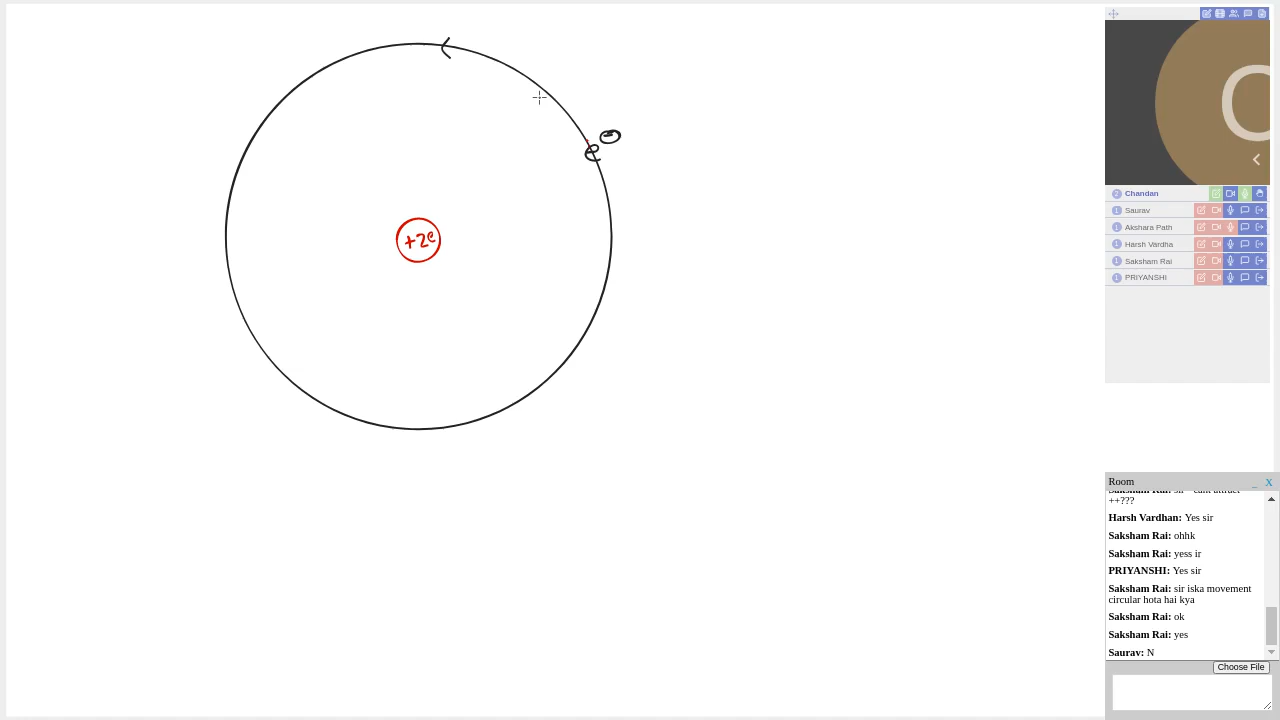 +2e
e
Chandan
Saurav
Akshara Path
Harsh Vardha
Saksham Rai
PRIYANSHI
Room
_ X
++???
Harsh Vardhan: Yes sir
Saksham Rai: ohhk
Saksham Rai: yess ir
PRIYANSHI: Yes sir
Saksham Rai: sir iska movement
circular hota hai kya
Saksham Rai: ok
Saksham Rai: yes
Saurav: N
Choose File